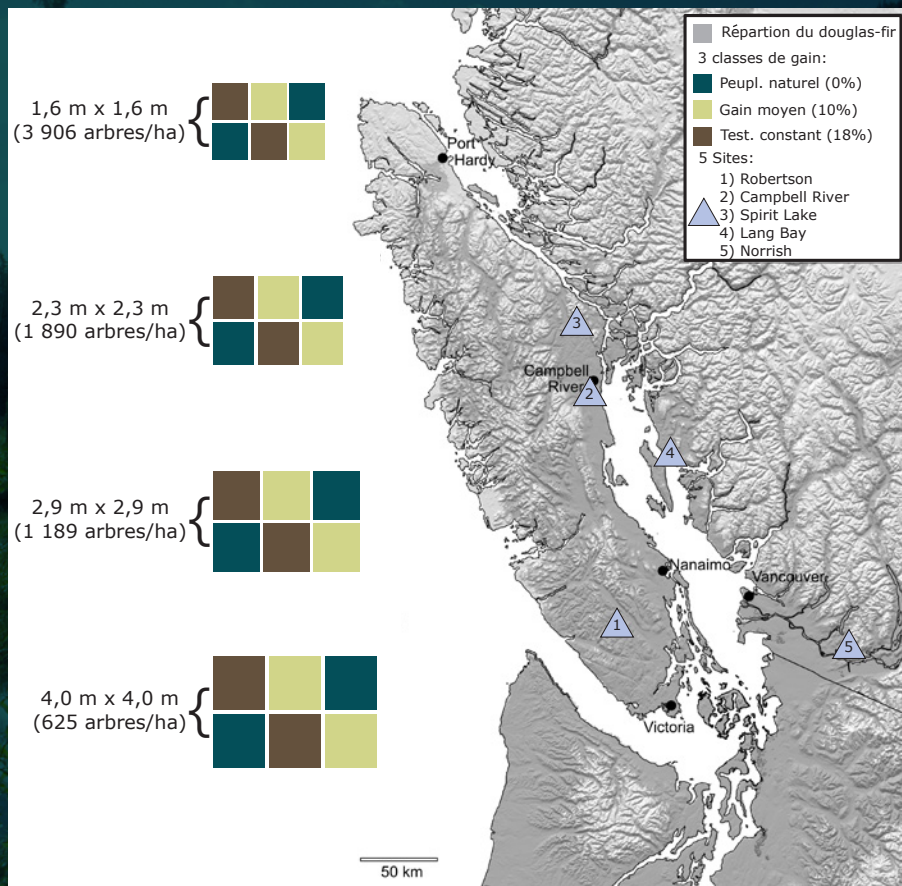 1,6 m x 1,6 m
(3 906 arbres/ha)
2,3 m x 2,3 m
(1 890 arbres/ha)
2,9 m x 2,9 m
(1 189 arbres/ha)
4,0 m x 4,0 m
(625 arbres/ha)
Répartion du douglas-fir
3 classes de gain:
Peupl. naturel (0%)
Gain moyen (10%)
Test. constant (18%)
5 Sites:
1) Robertson
2) Campbell River
3) Spirit Lake
4) Lang Bay
5) Norrish
Port
Hardy
3
Campbell
River
2
4
Nanaimo
Vancouver
1
5
Victoria
50 km